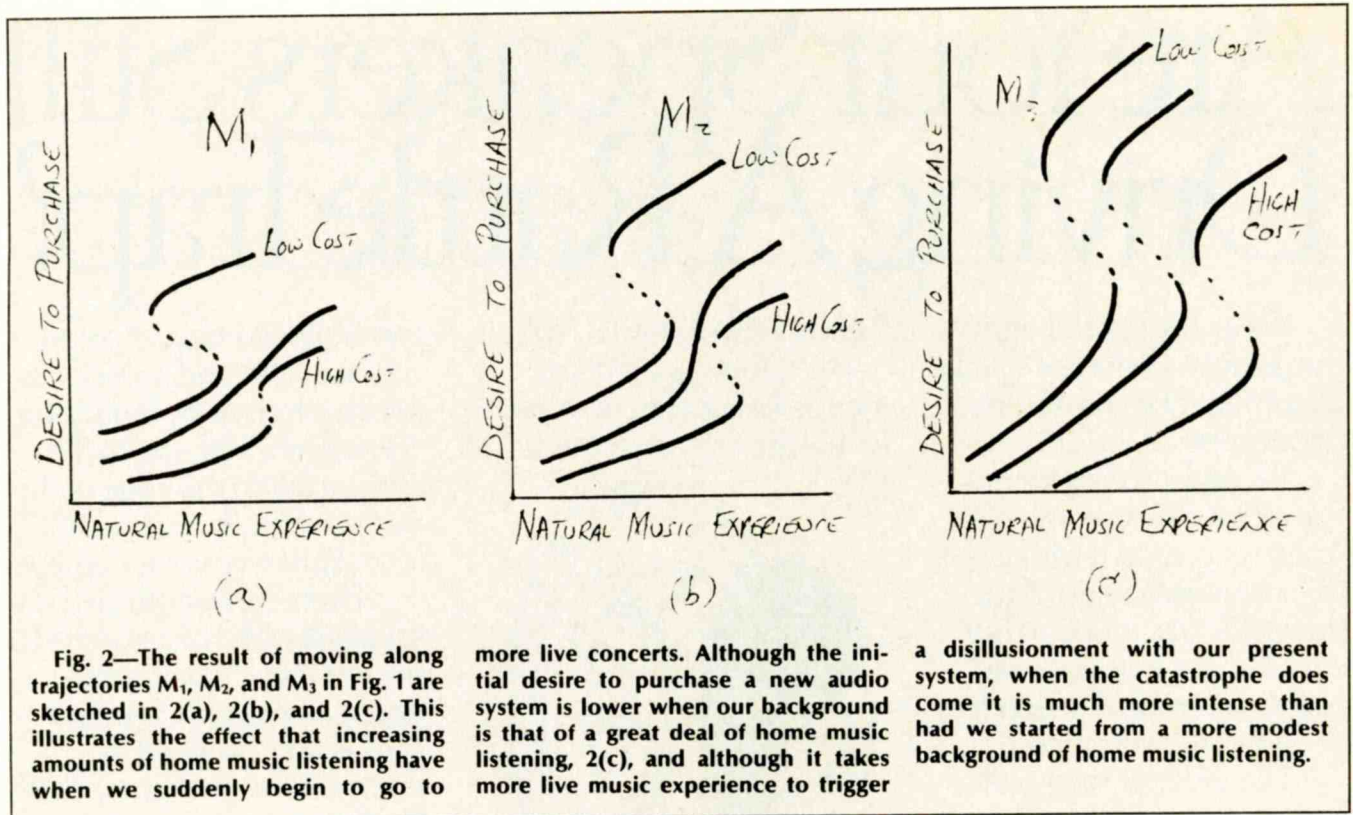 M₁
LOW COST
HIGH COST
DESIRE TO PURCHASE
NATURAL MUSIC EXPERIENCE
(a)
M₂
LOW COST
HIGH COST
DESIRE TO PURCHASE
NATURAL MUSIC EXPERIENCE
(b)
M₃
LOW COST
HIGH
COST
DESIRE TO PURCHASE
NATURAL MUSIC EXPERIENCE
(c)
Fig. 2—The result of moving along
trajectories M₁, M₂, and M₃ in Fig. 1 are
sketched in 2(a), 2(b), and 2(c). This
illustrates the effect that increasing
amounts of home music listening have
when we suddenly begin to go to
more live concerts. Although the ini-
tial desire to purchase a new audio
system is lower when our background
is that of a great deal of home music
listening, 2(c), and although it takes
more live music experience to trigger
a disillusionment with our present
system, when the catastrophe does
come it is much more intense than
had we started from a more modest
background of home music listening.